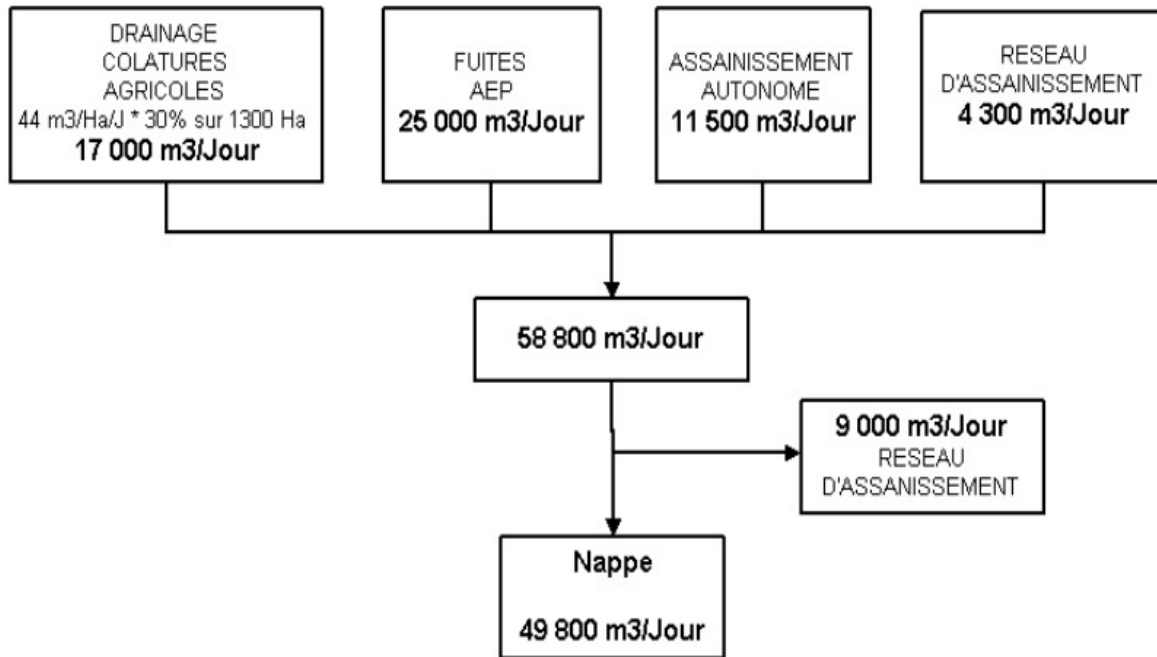 DRAINAGE
COLATURES
AGRICOLES
44 m3/Ha/J * 30% sur 1300 Ha
17 000 m3/Jour
FUITES
AEP
25 000 m3/Jour
ASSAINISSEMENT
AUTONOME
11 500 m3/Jour
RESEAU
D'ASSAINISSEMENT
4 300 m3/Jour
58 800 m3/Jour
9 000 m3/Jour
RESEAU
D'ASSANISSEMENT
Nappe
49 800 m3/Jour